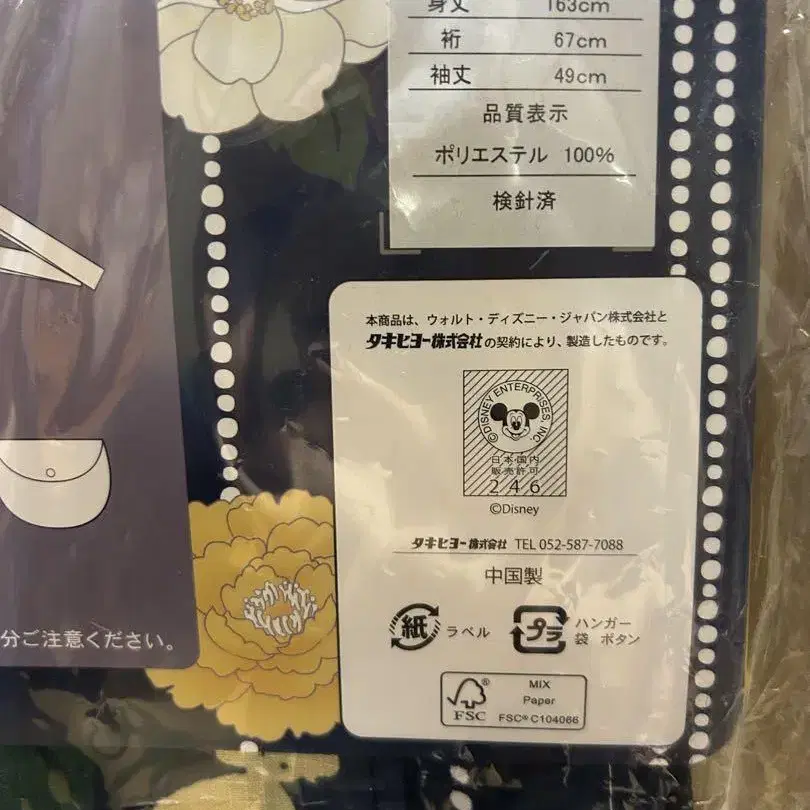 身丈 163cm
裄 67cm
袖丈 49cm
品質表示
ポリエステル 100%
検針済
本商品は、ウォルト・ディズニー・ジャパン株式会社と
タキヒヨー株式会社の契約により、製造したものです。
©DISNEY ENTERPRISES, INC.
日本国内
販売許可
246
©Disney
タキヒヨー株式会社 TEL 052-587-7088
中国製
紙 ラベル
プラ ハンガー
袋 ボタン
分ご注意ください。
FSC® MIX
Paper
FSC FSC® C104066